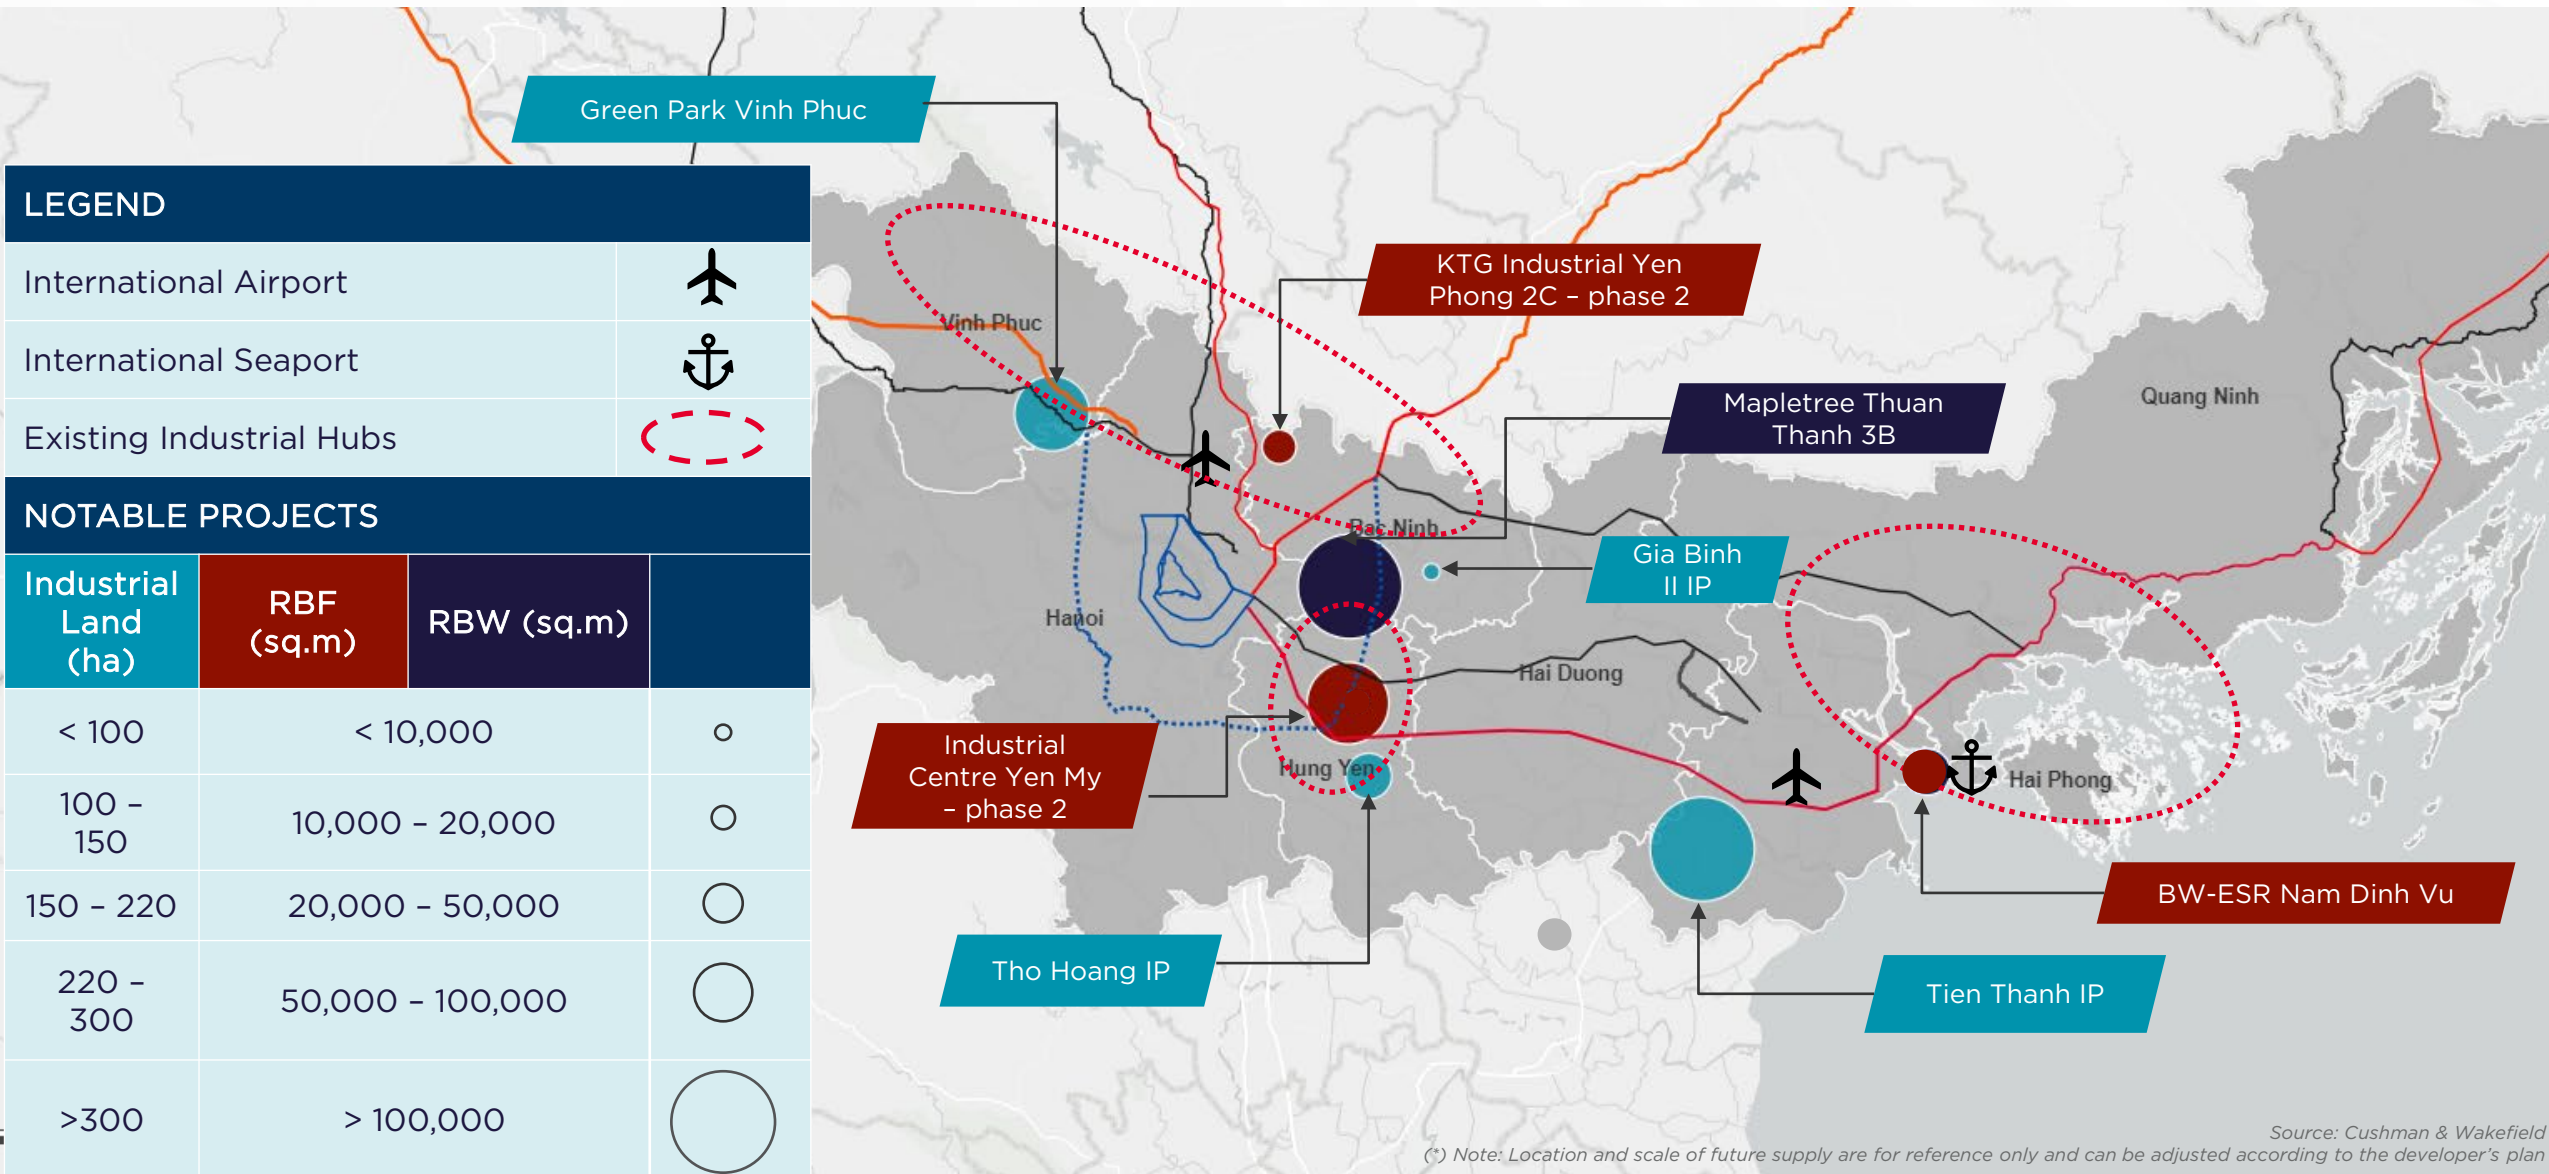 Green Park Vinh Phuc
LEGEND
International Airport
International Seaport
Existing Industrial Hubs
NOTABLE PROJECTS
Industrial
Land
(ha)
RBF
(sq.m)
RBW (sq.m)
< 100
< 10,000
100 –
150
10,000 – 20,000
150 – 220
20,000 – 50,000
220 –
300
50,000 – 100,000
>300
> 100,000
KTG Industrial Yen
Phong 2C – phase 2
Vinh Phuc
Mapletree Thuan
Thanh 3B
Quang Ninh
Bac Ninh
Gia Binh
II IP
Hanoi
Hai Duong
Industrial
Centre Yen My
– phase 2
Hung Yen
Hai Phong
BW-ESR Nam Dinh Vu
Tho Hoang IP
Tien Thanh IP
Source: Cushman & Wakefield
(*) Note: Location and scale of future supply are for reference only and can be adjusted according to the developer's plan